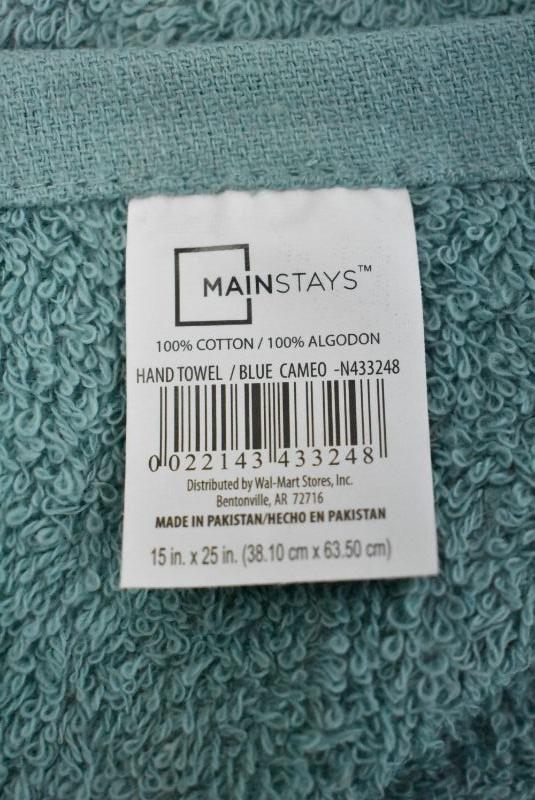 MAINSTAYS™
100% COTTON / 100% ALGODON
HAND TOWEL / BLUE CAMEO -N433248
0 022143 433248
Distributed by Wal-Mart Stores, Inc.
Bentonville, AR 72716
MADE IN PAKISTAN/HECHO EN PAKISTAN
15 in. x 25 in. (38.10 cm x 63.50 cm)